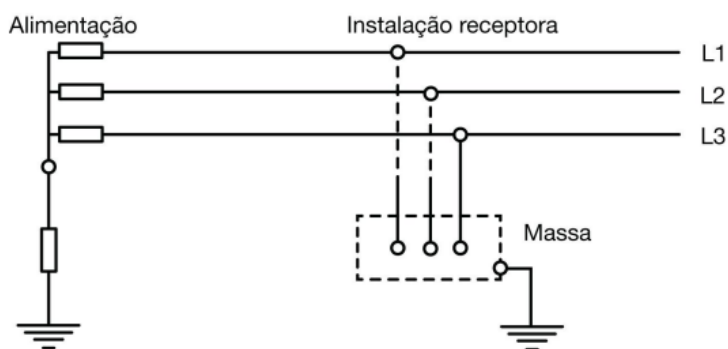 Alimentação
Instalação receptora
L1
L2
L3
Massa